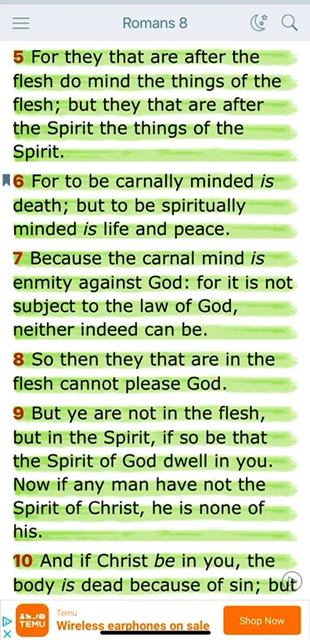 Romans 8
5 For they that are after the
flesh do mind the things of the
flesh; but they that are after
the Spirit the things of the
Spirit.
6 For to be carnally minded is
death; but to be spiritually
minded is life and peace.
7 Because the carnal mind is
enmity against God: for it is not
subject to the law of God,
neither indeed can be.
8 So then they that are in the
flesh cannot please God.
9 But ye are not in the flesh,
but in the Spirit, if so be that
the Spirit of God dwell in you.
Now if any man have not the
Spirit of Christ, he is none of
his.
10 And if Christ be in you, the
body is dead because of sin; but
TEMU
Temu
Wireless earphones on sale
Shop Now